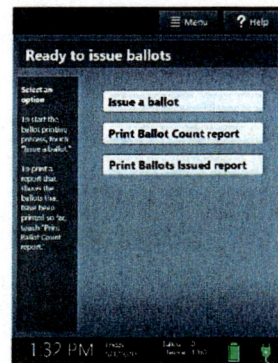 Menu
? Help
Ready to issue ballots
Select an
option
To start the
ballot printing
process, touch
"Issue a ballot."
To print a
report that
shows the
ballots that
have been
printed so far,
touch "Print
Ballot Count
report."
Issue a ballot
Print Ballot Count report
Print Ballots Issued report
1:32 PM